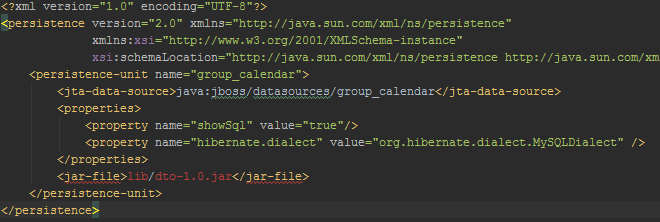 <?xml version="1.0" encoding="UTF-8"?>
<persistence version="2.0" xmlns="http://java.sun.com/xml/ns/persistence"
xmlns:xsi="http://www.w3.org/2001/XMLSchema-instance"
xsi:schemaLocation="http://java.sun.com/xml/ns/persistence http://java.sun.com/xm
<persistence-unit name="group_calendar">
<jta-data-source>java:jboss/datasources/group_calendar</jta-data-source>
<properties>
<property name="showSql" value="true"/>
<property name="hibernate.dialect" value="org.hibernate.dialect.MySQLDialect" />
</properties>
<jar-file>lib/dto-1.0.jar</jar-file>
</persistence-unit>
</persistence>